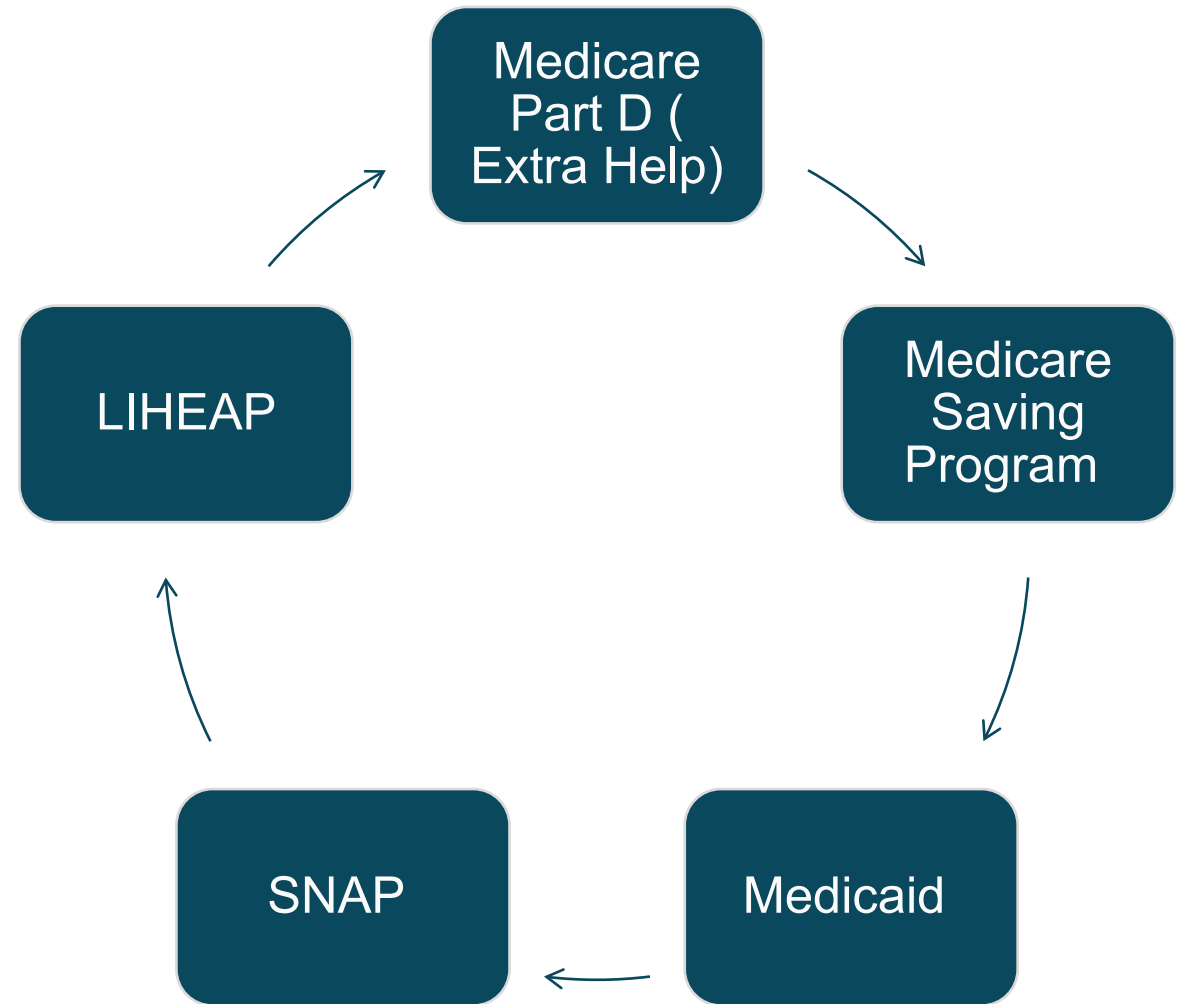 Medicare
Part D (
Extra Help)
Medicare
Saving
Program
Medicaid
SNAP
LIHEAP